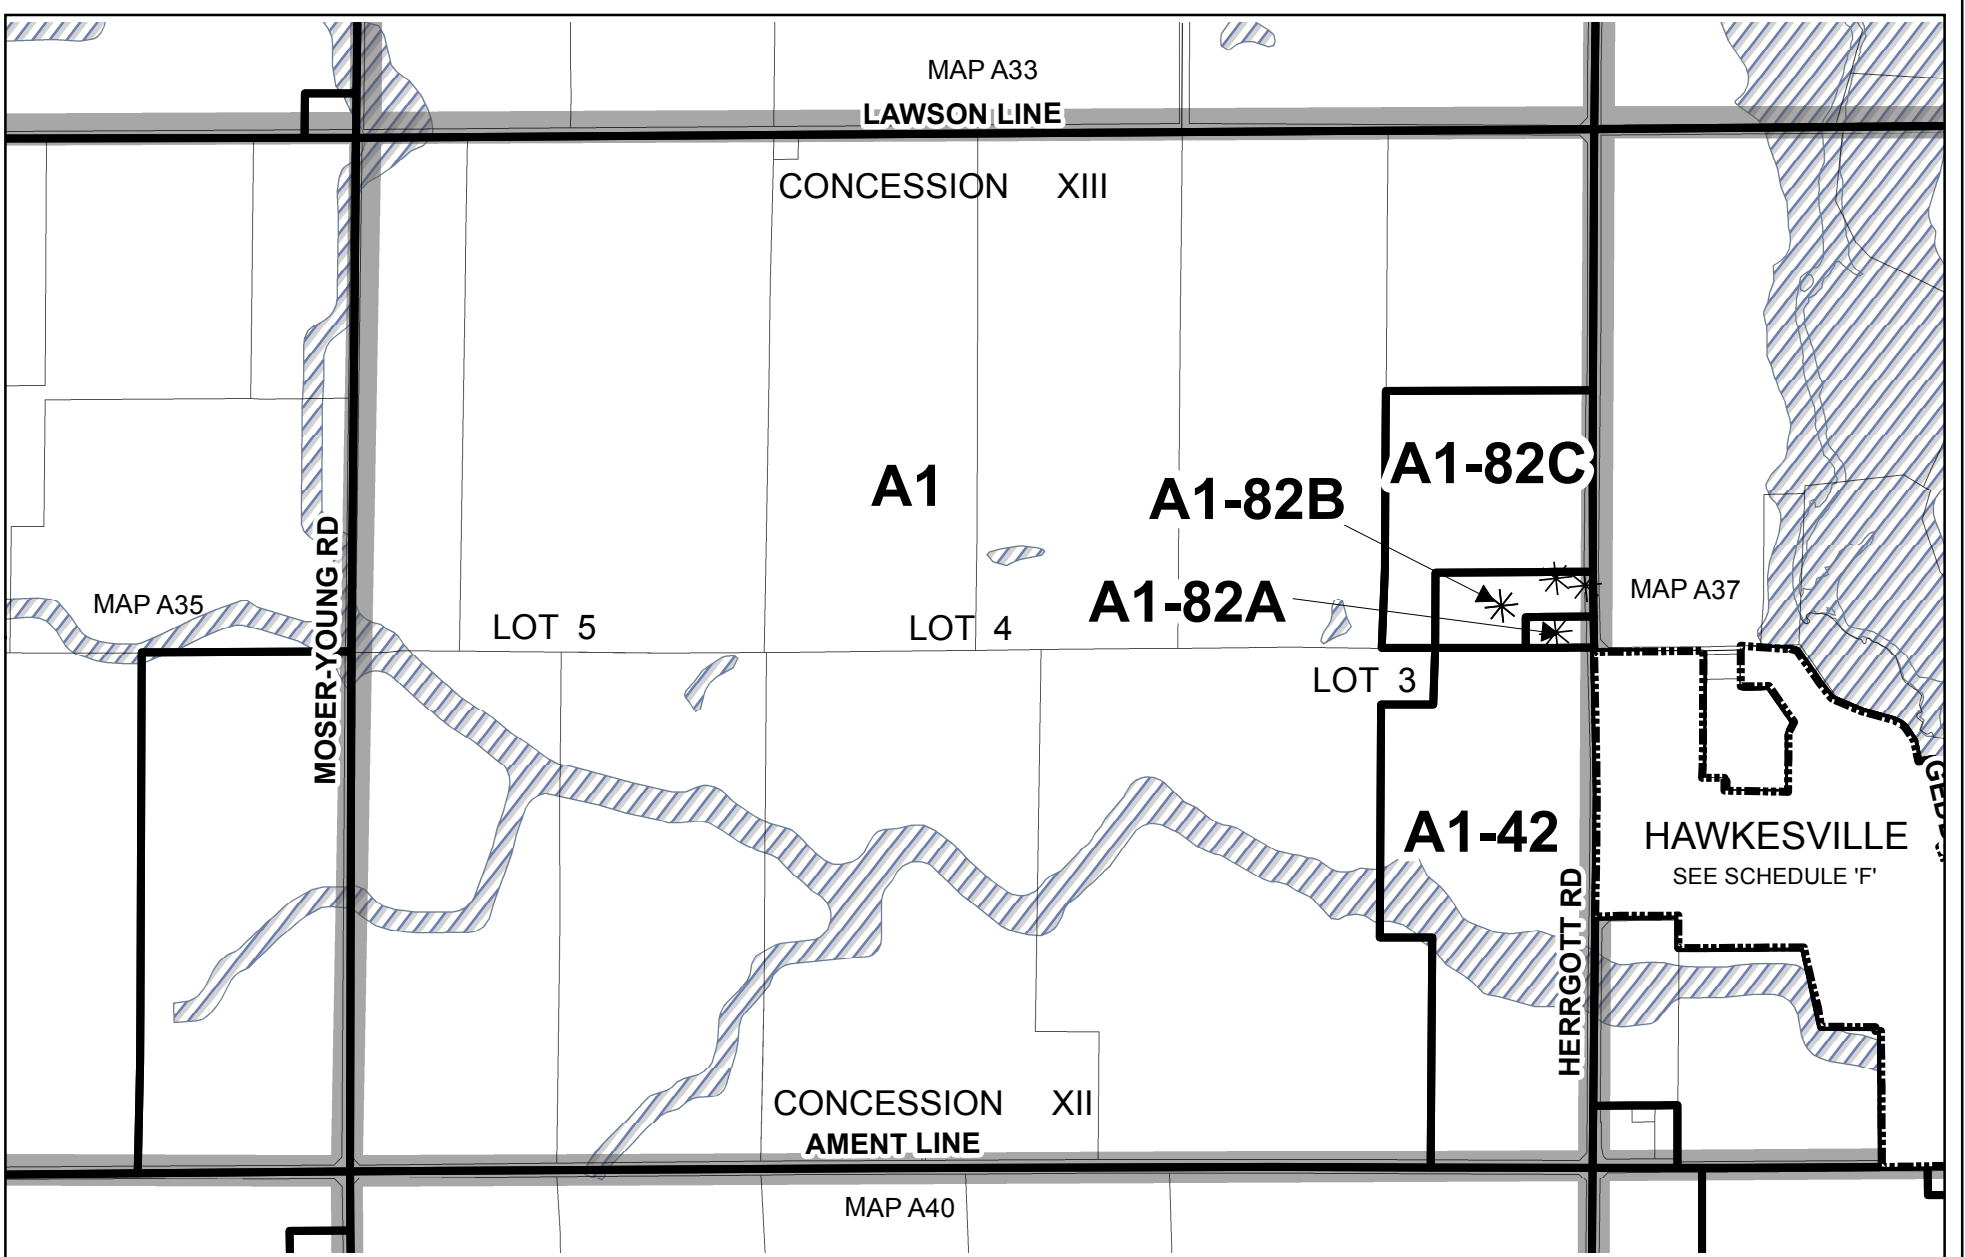 MAP A33
LAWSON LINE
CONCESSION XIII
A1-82C
A1
A1-82B
A1-82A
MAP A35
MOSER-YOUNG RD
LOT 5
LOT 4
MAP A37
LOT 3
A1-42
HAWKESVILLE
SEE SCHEDULE 'F'
HERRGOTT RD
CONCESSION XII
AMENT LINE
MAP A40